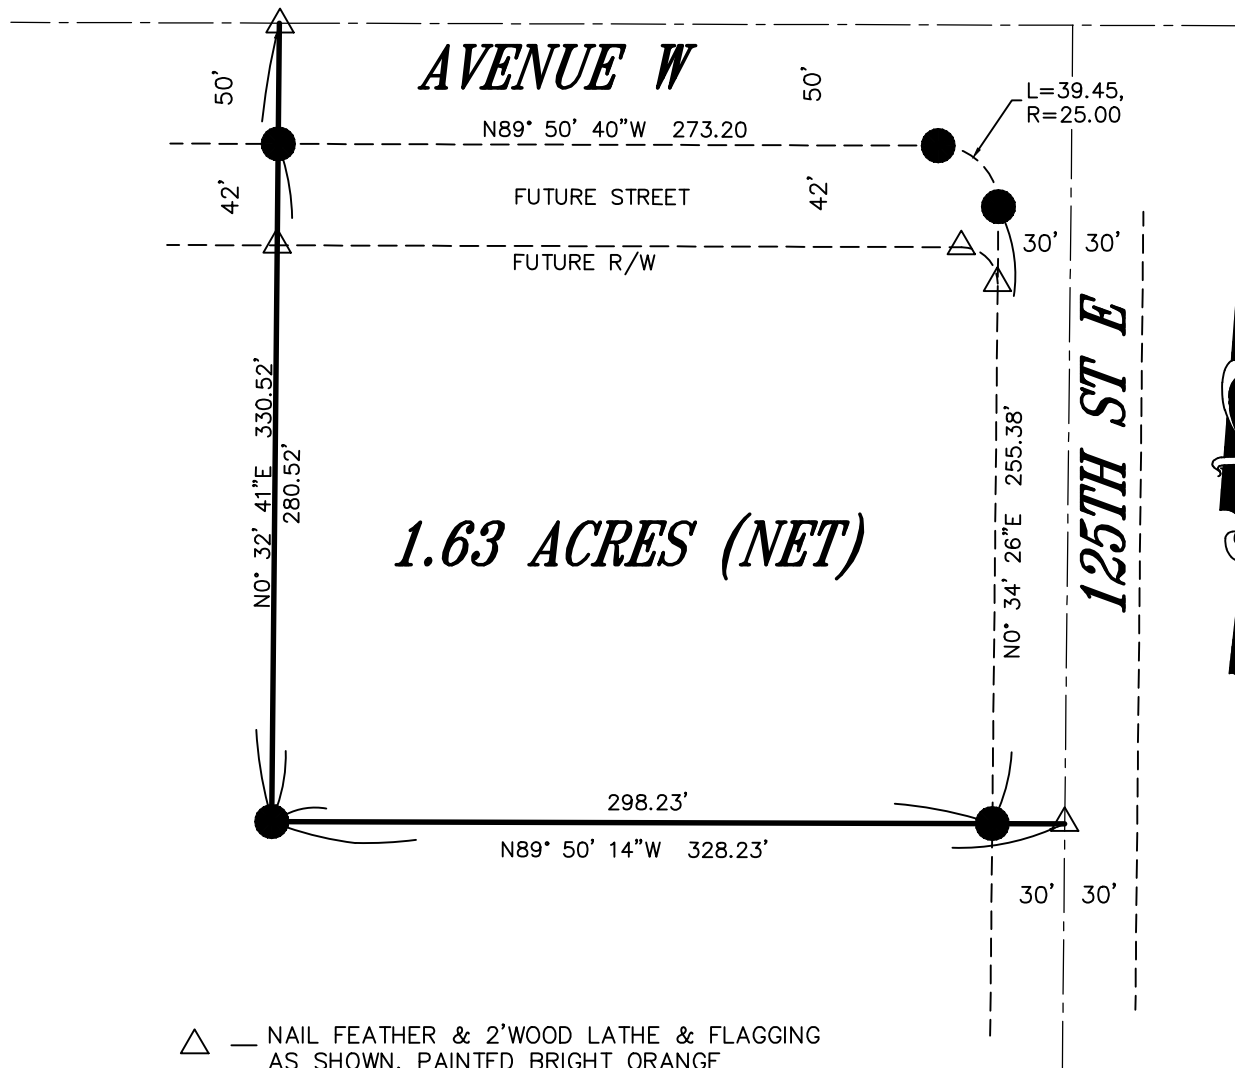 AVENUE W
50'
50'
L=39.45,
R=25.00
N89° 50' 40"W 273.20
42'
42'
FUTURE STREET
30' 30'
FUTURE R/W
N0° 32' 41"E 330.52'
280.52'
N0° 34' 26"E 255.38'
125TH ST E
1.63 ACRES (NET)
298.23'
N89° 50' 14"W 328.23'
30' 30'
— NAIL FEATHER & 2'WOOD LATHE & FLAGGING
AS SHOWN. PAINTED BRIGHT ORANGE